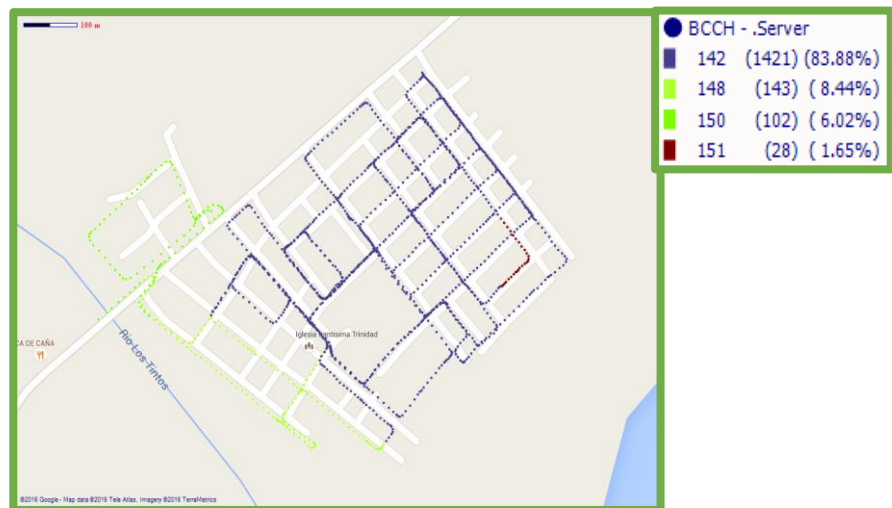 100 m
BCCH - .Server
142 (1421) (83.88%)
148 (143) ( 8.44%)
150 (102) ( 6.02%)
151 (28) ( 1.65%)
Iglesia Santísima Trinidad
CA DE CAÑA
Río Los Tintos
©2016 Google - Map data ©2016 Tele Atlas, Imagery ©2016 TerraMetrics